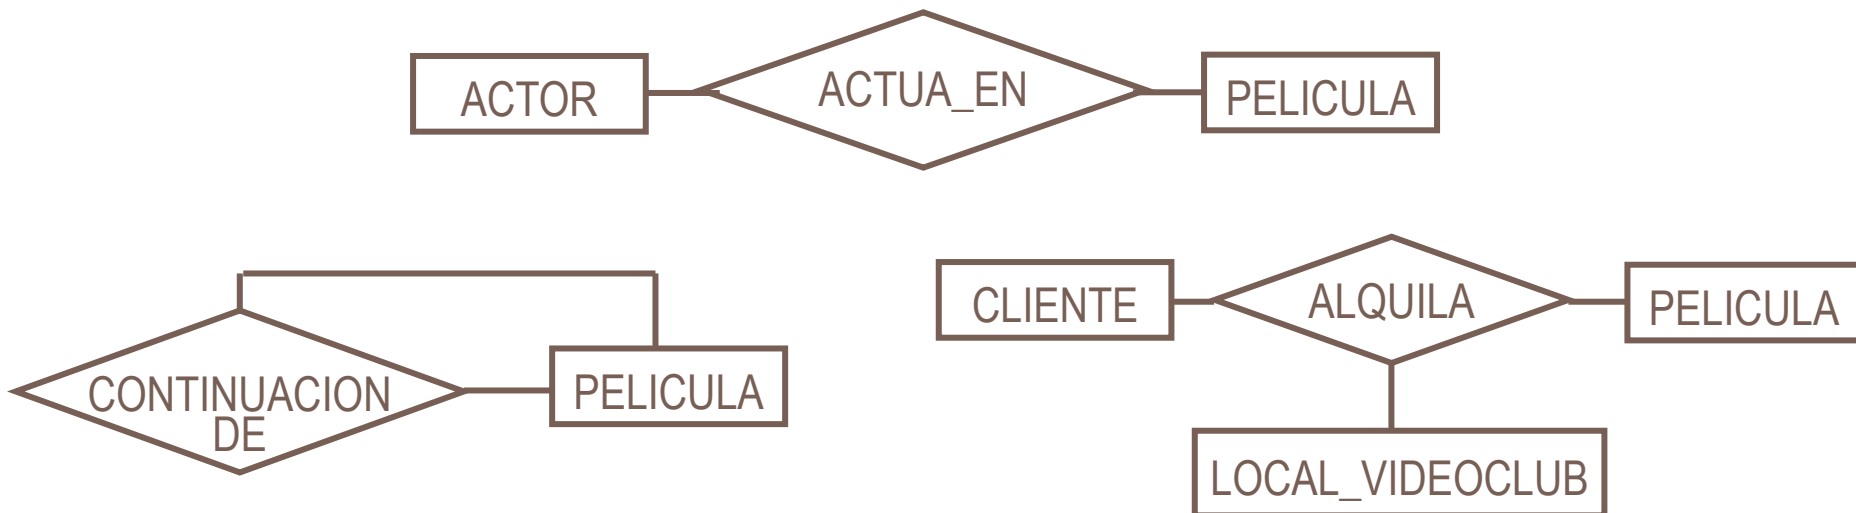 ACTOR
ACTUA_EN
PELICULA
CLIENTE
ALQUILA
PELICULA
CONTINUACION
DE
PELICULA
LOCAL_VIDEOCLUB